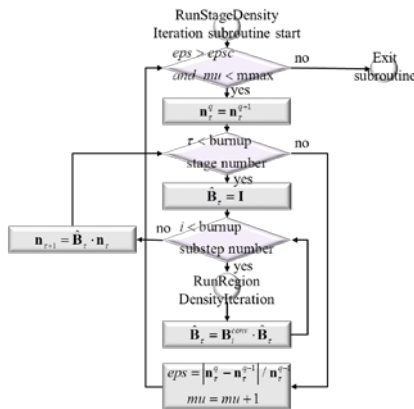 RunStageDensity
Iteration subroutine start
eps > epsc
and mu < mmax
no
Exit
subroutine
yes
n_τ^q = n_τ^{q-1}
τ < burnup
stage number
no
yes
B̂_τ = I
i < burnup
substep number
no
n_{τ+1} = B̂_τ · n_τ
yes
RunRegion
DensityIteration
B̂_τ = B_i^{conv} · B̂_τ
eps = |n_τ^q − n_τ^{q-1}| / n_τ^{q-1}
mu = mu + 1